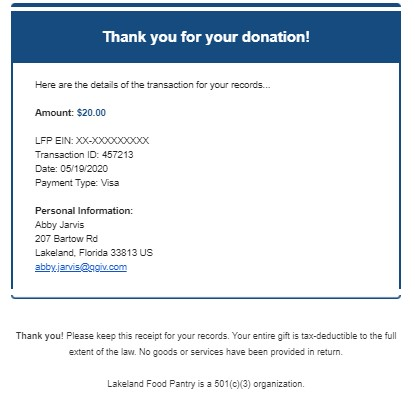 Thank you for your donation!
Here are the details of the transaction for your records...
Amount: $20.00
LFP EIN: XX-XXXXXXXXX
Transaction ID: 457213
Date: 05/19/2020
Payment Type: Visa
Personal Information:
Abby Jarvis
207 Bartow Rd
Lakeland, Florida 33813 US
abby.jarvis@qgiv.com
Thank you! Please keep this receipt for your records. Your entire gift is tax-deductible to the full
extent of the law. No goods or services have been provided in return.
Lakeland Food Pantry is a 501(c)(3) organization.